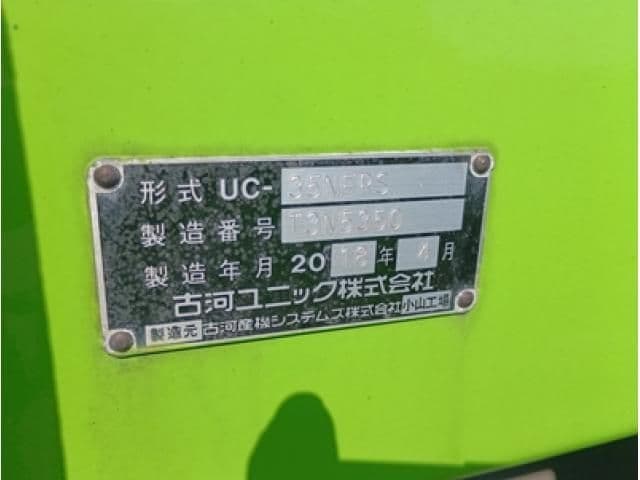 形式 UC-35NFRS
製造番号 T3N5350
製造年月 2018年 4月
古河ユニック株式会社
製造元 古河産機システムズ株式会社 小山工場